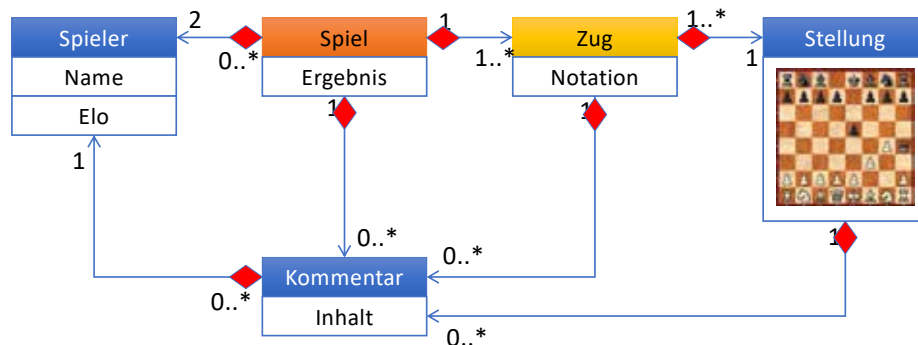 2
1
1..*
Spieler
Spiel
Zug
Stellung
0..*
1..*
1
Name
Ergebnis
Notation
Elo
1
1
1
0..*
0..*
1
Kommentar
0..*
Inhalt
0..*